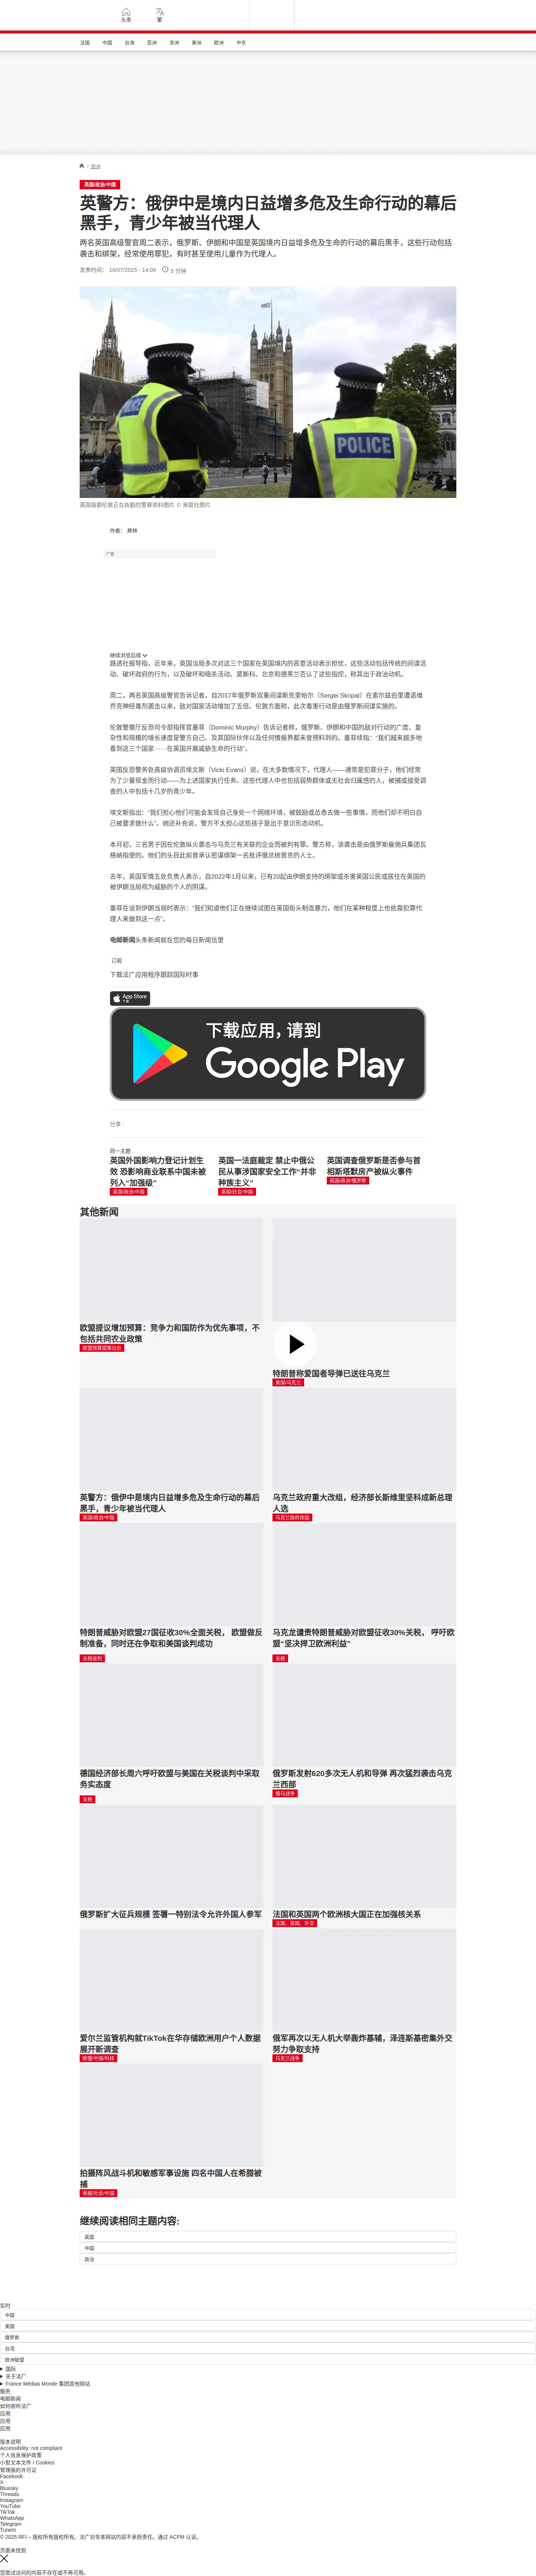 头条
繁
法国
中国
台海
亚洲
非洲
美洲
欧洲
中东
/ 欧洲
英国/政治/中国
英警方：俄伊中是境内日益增多危及生命行动的幕后
黑手，青少年被当代理人
两名英国高级警官周二表示，俄罗斯、伊朗和中国是英国境内日益增多危及生命的行动的幕后黑手，这些行动包括
袭击和绑架，经常使用罪犯，有时甚至使用儿童作为代理人。
发表时间： 16/07/2025 - 14:09
5 分钟
POLICE
英国首都伦敦正在执勤的警察资料图片 © 美联社图片
作者： 弗林
广告
继续浏览后续
路透社报导指，近年来，英国当局多次对这三个国家在英国境内的恶意活动表示担忧，这些活动包括传统的间谍活
动、破坏政府的行为，以及破坏和暗杀活动。莫斯科、北京和德黑兰否认了这些指控，称其出于政治动机。
周二，两名英国高级警官告诉记者，自2017年俄罗斯双重间谍斯克里帕尔（Sergei Skripal）在索尔兹伯里遭诺维
乔克神经毒剂袭击以来，敌对国家活动增加了五倍。伦敦方面称，此次毒害行动是由俄罗斯间谍实施的。
伦敦警察厅反恐司令部指挥官墨菲（Dominic Murphy）告诉记者称，俄罗斯、伊朗和中国的敌对行动的广度、复
杂性和规模的增长速度是警方自己、及其国际伙伴以及任何情报界都未曾预料到的。墨菲续指：“我们越来越多地
看到这三个国家······在英国开展威胁生命的行动”。
英国反恐警务处高级协调员埃文斯（Vicki Evans）说，在大多数情况下，代理人——通常是犯罪分子，他们经常
为了少量现金而行动——为上述国家执行任务。这些代理人中也包括弱势群体或无社会归属感的人，被捕或接受调
查的人中包括十几岁的青少年。
埃文斯指出：“我们担心他们可能会发现自己身处一个网络环境，被鼓励或怂恿去做一些事情，而他们却不明白自
己被要求做什么”。她还补充说，警方不太担心这些孩子是出于意识形态动机。
本月初，三名男子因在伦敦纵火袭击与乌克兰有关联的企业而被判有罪。警方称，该袭击是由俄罗斯雇佣兵集团瓦
格纳指使的。他们的头目此前曾承认密谋绑架一名批评俄总统普京的人士。
去年，英国军情五处负责人表示，自2022年1月以来，已有20起由伊朗支持的绑架或杀害英国公民或居住在英国的
被伊朗当局视为威胁的个人的阴谋。
墨菲在谈到伊朗当局时表示：“我们知道他们正在继续试图在英国街头制造暴力，他们在某种程度上也依靠犯罪代
理人来做到这一点”。
电邮新闻头条新闻就在您的每日新闻信里
订阅
下载法广应用程序跟踪国际时事
App Store
下载
下载应用，请到
Google Play
分享 :
同一主题
英国外国影响力登记计划生
效 恐影响商业联系中国未被
列入“加强级”
英国/政治/中国
英国一法庭裁定 禁止中俄公
民从事涉国家安全工作“并非
种族主义”
英国/社会/中国
英国调查俄罗斯是否参与首
相斯塔默房产被纵火事件
英国/政治/俄罗斯
其他新闻
欧盟提议增加预算：竞争力和国防作为优先事项，不
包括共同农业政策
欧盟预算提案出台
特朗普称爱国者导弹已送往乌克兰
美国/乌克兰
英警方：俄伊中是境内日益增多危及生命行动的幕后
黑手，青少年被当代理人
英国/政治/中国
乌克兰政府重大改组，经济部长斯维里坚科成新总理
人选
乌克兰政府改组
特朗普威胁对欧盟27国征收30%全面关税， 欧盟做反
制准备，同时还在争取和美国谈判成功
关税谈判
马克龙谴责特朗普威胁对欧盟征收30%关税， 呼吁欧
盟“坚决捍卫欧洲利益”
关税
德国经济部长周六呼吁欧盟与美国在关税谈判中采取
务实态度
关税
俄罗斯发射620多次无人机和导弹 再次猛烈袭击乌克
兰西部
俄乌战争
俄罗斯扩大征兵规模 签署一特别法令允许外国人参军
法国和英国两个欧洲核大国正在加强核关系
法国、英国、外交
爱尔兰监管机构就TikTok在华存储欧洲用户个人数据
展开新调查
欧盟/中国/科技
俄军再次以无人机大举轰炸基辅，泽连斯基密集外交
努力争取支持
乌克兰战争
拍摄阵风战斗机和敏感军事设施 四名中国人在希腊被
捕
希腊/社会/中国
继续阅读相同主题内容:
英国
中国
政治
实时
中国
美国
俄罗斯
台湾
欧洲联盟
国际
关于法广
France Médias Monde 集团其他网站
服务
电邮新闻
如何收听法广
应用
应用
应用
版本说明
Accessibility: not compliant
个人信息保护政策
小型文本文件 / Cookies
管理我的许可证
Facebook
X
Bluesky
Threads
Instagram
YouTube
TikTok
WhatsApp
Telegram
TuneIn
© 2025 RFI – 版权所有版权所有。法广对非本网站内容不承担责任。通过 ACPM 认证。
页面未找到
您尝试访问的内容不存在或不再可用。